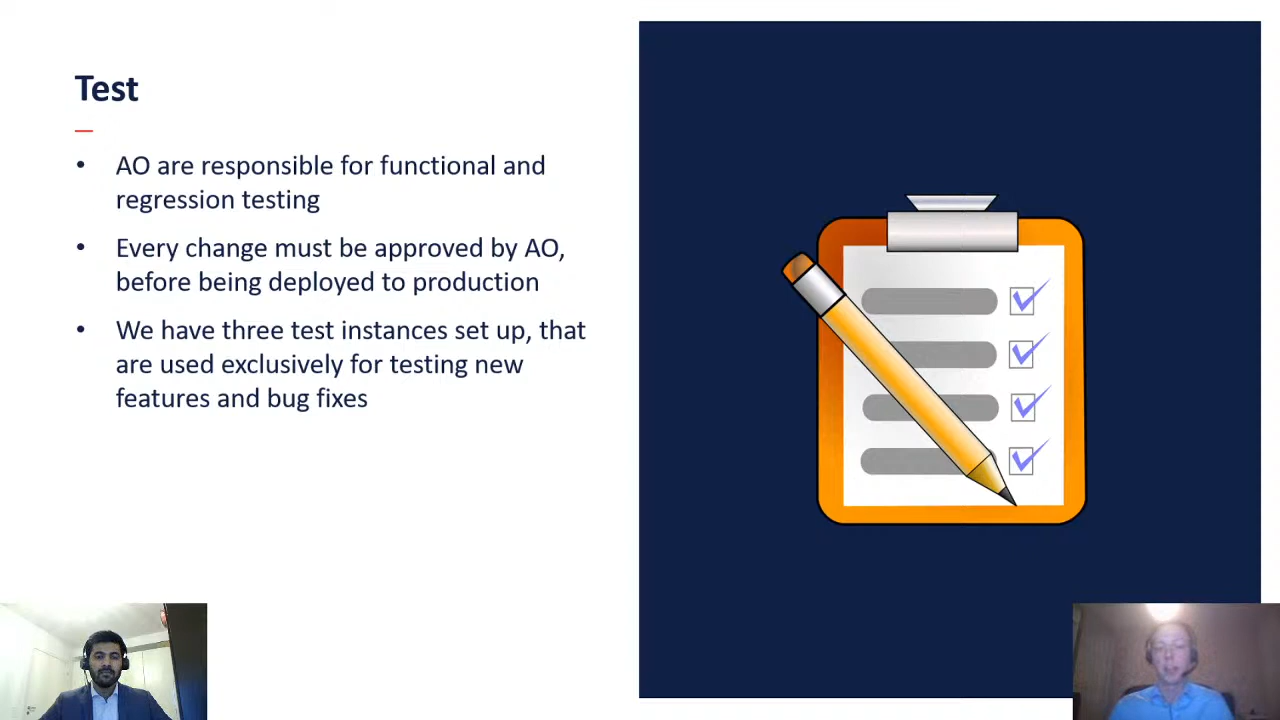 Test
• AO are responsible for functional and
regression testing
• Every change must be approved by AO,
before being deployed to production
• We have three test instances set up, that
are used exclusively for testing new
features and bug fixes